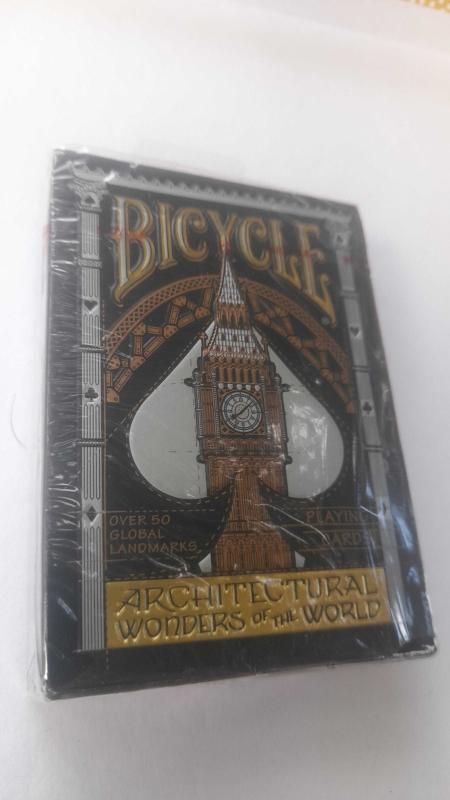 BICYCLE
OVER 50
GLOBAL
LANDMARKS
PLAYING
CARDS
ARCHITECTURAL
WONDERS OF THE WORLD